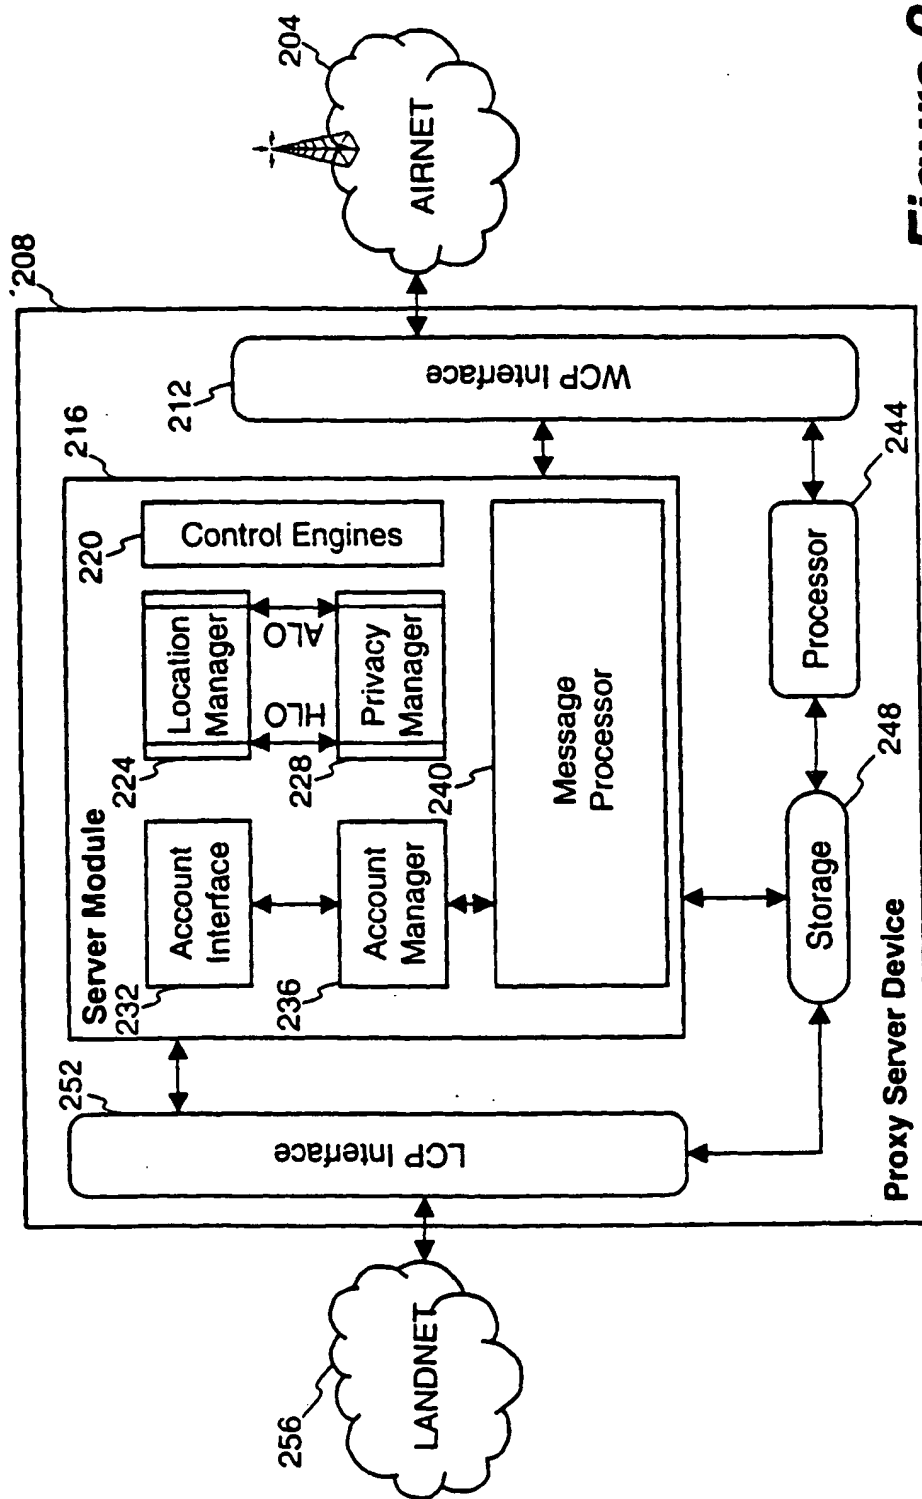 208
204
AIRNET
212
WCP Interface
216
Server Module
220
Control Engines
224
Location
Manager
HLO
ALO
228
Privacy
Manager
232
Account
Interface
236
Account
Manager
240
Message
Processor
244
Processor
248
Storage
252
LCP Interface
256
LANDNET
Proxy Server Device